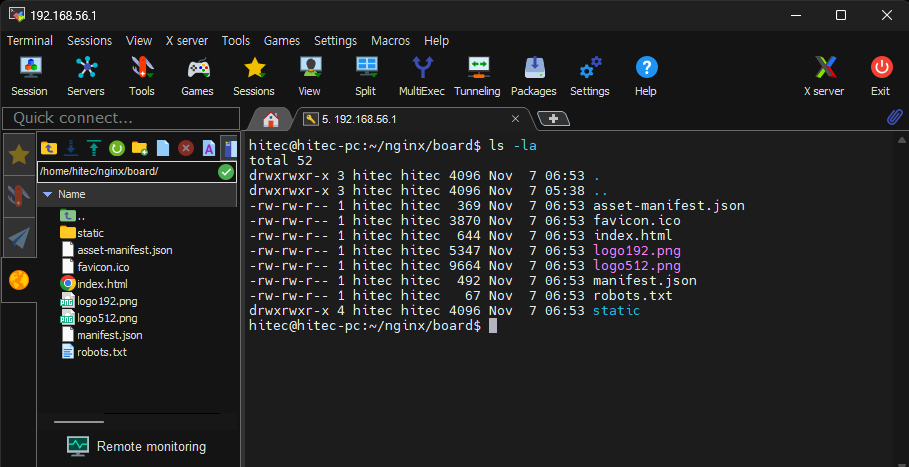 192.168.56.1
Terminal Sessions View X server Tools Games Settings Macros Help
Session Servers Tools Games Sessions View Split MultiExec Tunneling Packages Settings Help X server Exit
Quick connect...
5. 192.168.56.1
/home/hitec/nginx/board/
Name
..
static
asset-manifest.json
favicon.ico
index.html
logo192.png
logo512.png
manifest.json
robots.txt
Remote monitoring
hitec@hitec-pc:~/nginx/board$ ls -la
total 52
drwxrwxr-x 3 hitec hitec 4096 Nov  7 06:53 .
drwxrwxr-x 3 hitec hitec 4096 Nov  7 05:38 ..
-rw-rw-r-- 1 hitec hitec  369 Nov  7 06:53 asset-manifest.json
-rw-rw-r-- 1 hitec hitec 3870 Nov  7 06:53 favicon.ico
-rw-rw-r-- 1 hitec hitec  644 Nov  7 06:53 index.html
-rw-rw-r-- 1 hitec hitec 5347 Nov  7 06:53 logo192.png
-rw-rw-r-- 1 hitec hitec 9664 Nov  7 06:53 logo512.png
-rw-rw-r-- 1 hitec hitec  492 Nov  7 06:53 manifest.json
-rw-rw-r-- 1 hitec hitec   67 Nov  7 06:53 robots.txt
drwxrwxr-x 4 hitec hitec 4096 Nov  7 06:53 static
hitec@hitec-pc:~/nginx/board$